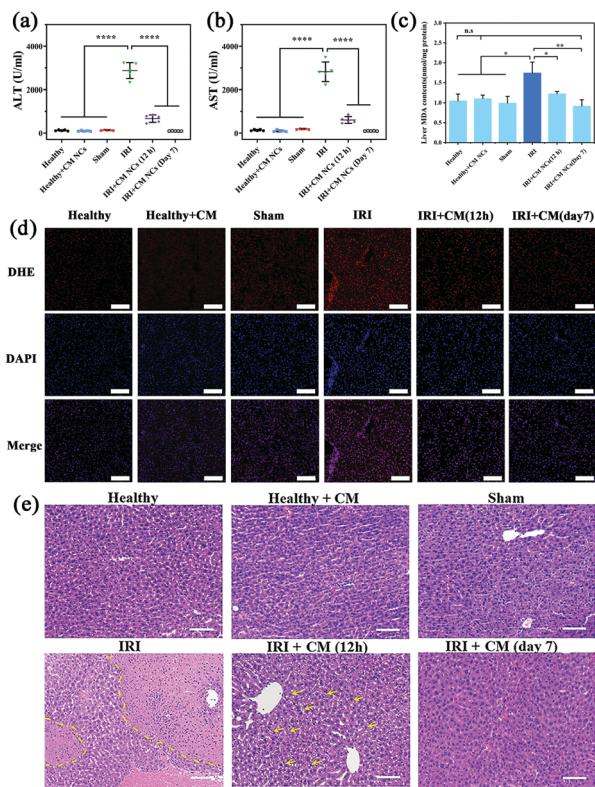 (a)
****
****
ALT (U/ml)
4000
2000
0
Healthy
Healthy+CM NCs
Sham
IRI
IRI+CM NCs (12 h)
IRI+CM NCs (Day 7)
(b)
****
****
AST (U/ml)
4000
2000
0
Healthy
Healthy+CM NCs
Sham
IRI
IRI+CM NCs (12 h)
IRI+CM NCs (Day 7)
(c)
n.s
*
**
*
Liver MDA contents(nmol/mg protein)
3.0
2.5
2.0
1.5
1.0
0.5
0.0
Healthy
Healthy+CM NCs
Sham
IRI
IRI+CM NCs(12 h)
IRI+CM NCs(Day 7)
(d)
Healthy
Healthy+CM
Sham
IRI
IRI+CM(12h)
IRI+CM(day7)
DHE
DAPI
Merge
(e)
Healthy
Healthy + CM
Sham
IRI
IRI + CM (12h)
IRI + CM (day 7)